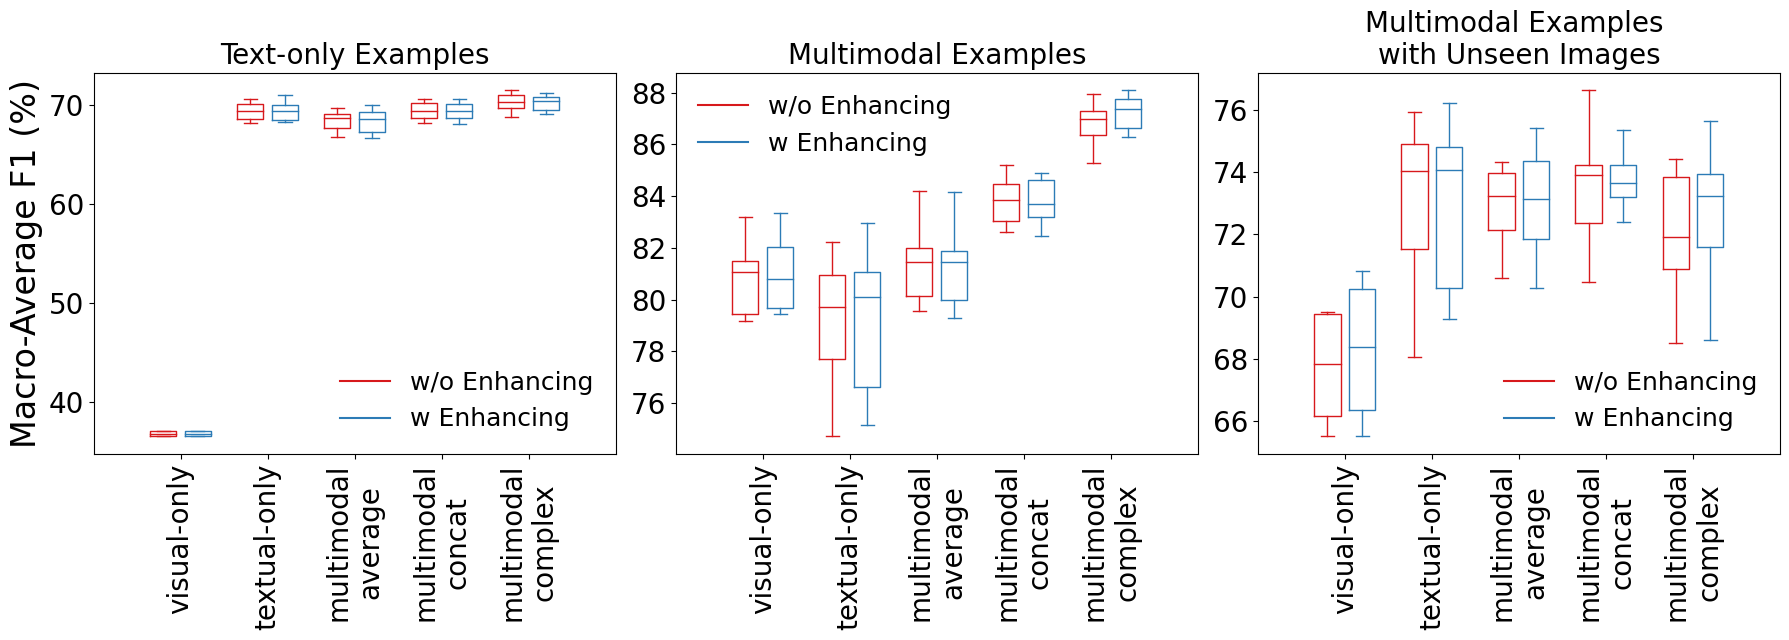 Macro-Average F1 (%)
Text-only Examples
70
60
50
40
w/o Enhancing
w Enhancing
visual-only
textual-only
multimodal
average
multimodal
concat
multimodal
complex
Multimodal Examples
88
86
84
82
80
78
76
w/o Enhancing
w Enhancing
visual-only
textual-only
multimodal
average
multimodal
concat
multimodal
complex
Multimodal Examples
with Unseen Images
76
74
72
70
68
66
w/o Enhancing
w Enhancing
visual-only
textual-only
multimodal
average
multimodal
concat
multimodal
complex